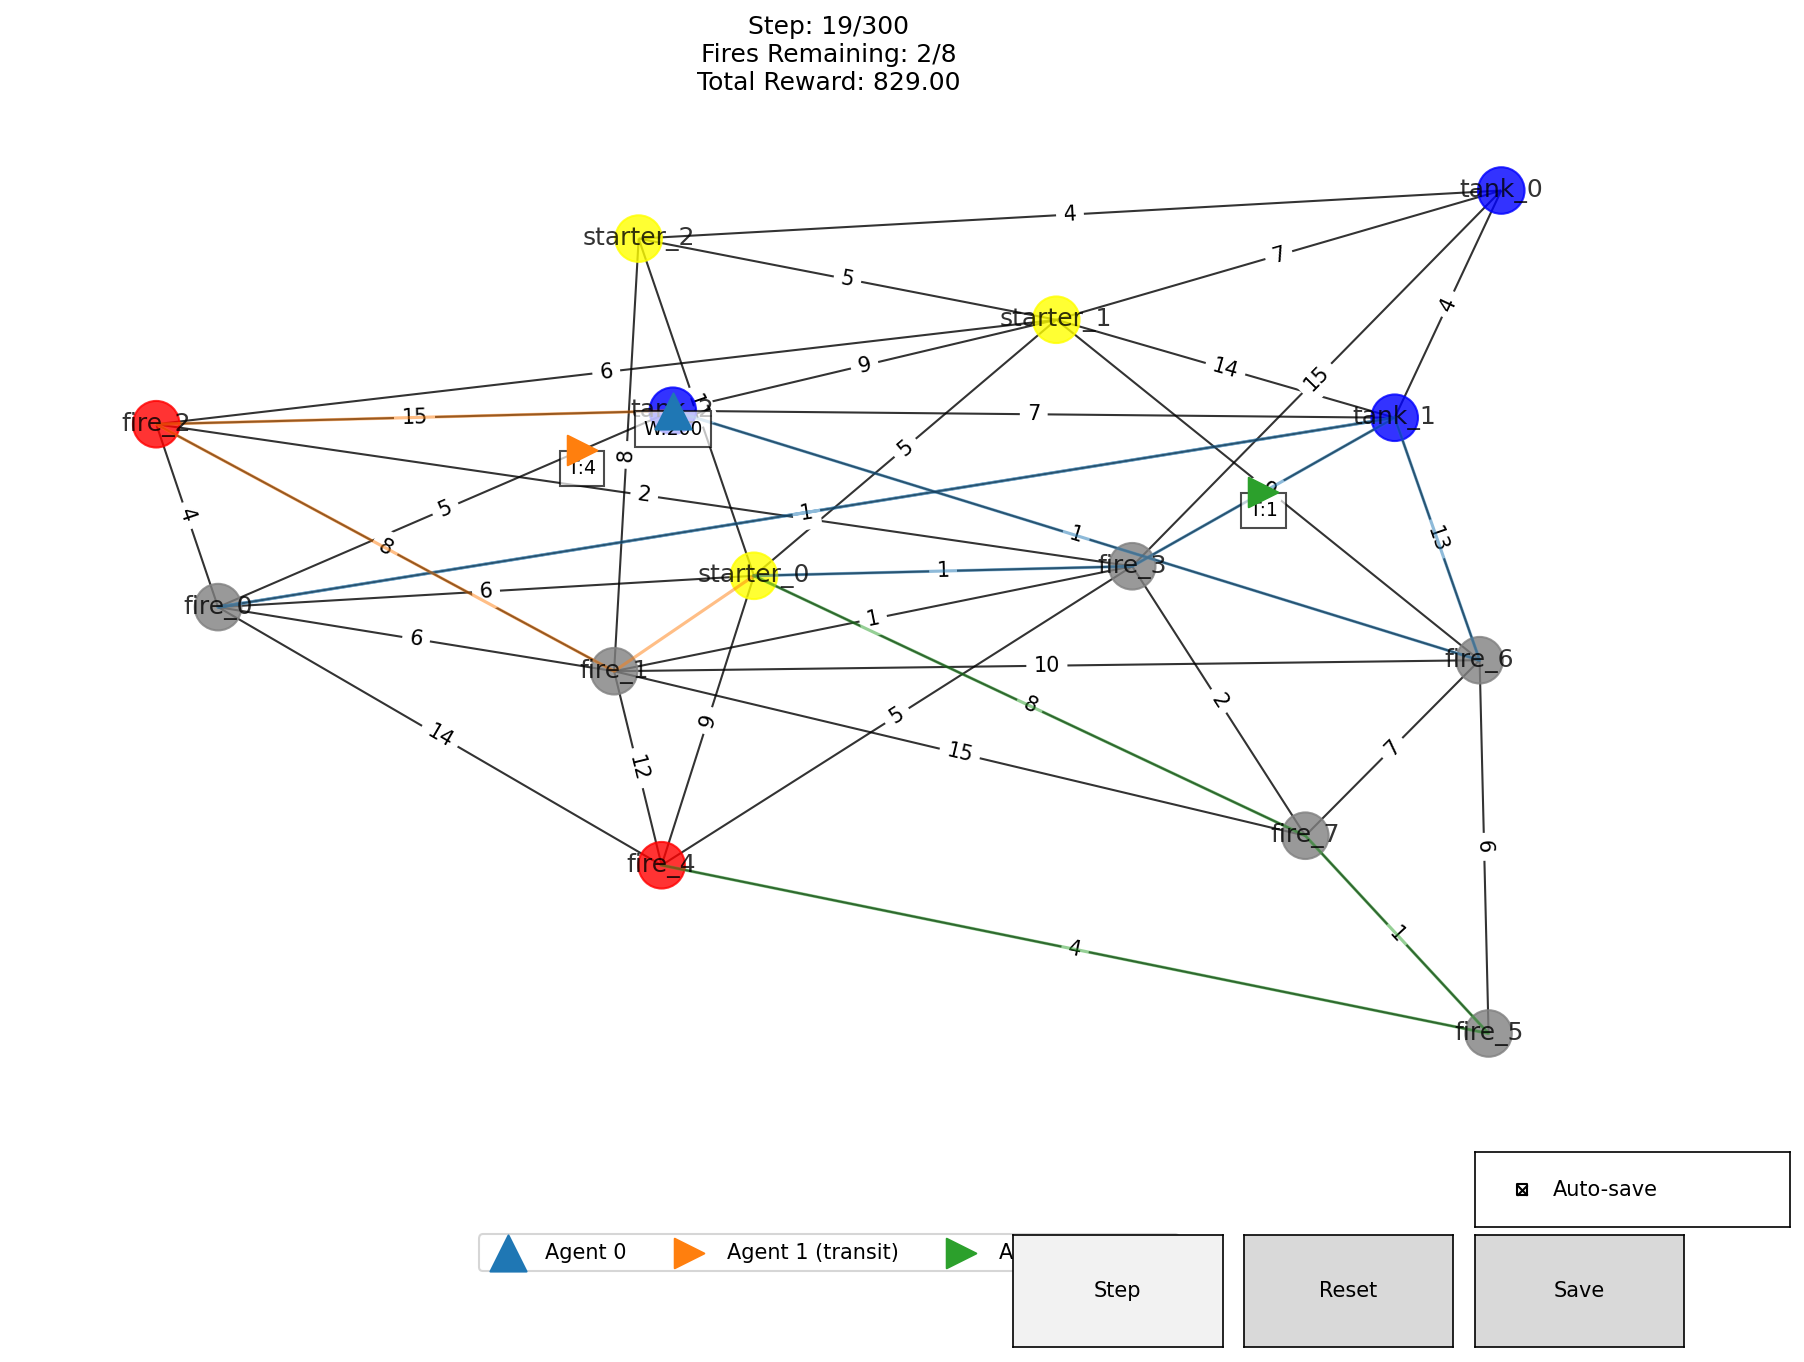 Step: 19/300
Fires Remaining: 2/8
Total Reward: 829.00
tank_0
4
starter_2
7
5
4
starter_1
6
9
14
15
tank_1
7
15
fire_2
W:200
8
5
T:4
2
1
5
4
T:1
1
13
8
fire_3
1
starter_0
6
fire_0
1
6
10
fire_6
fire_1
2
8
5
9
14
7
15
12
fire_7
6
fire_4
1
4
fire_5
Auto-save
Agent 0
Agent 1 (transit)
Step
Reset
Save